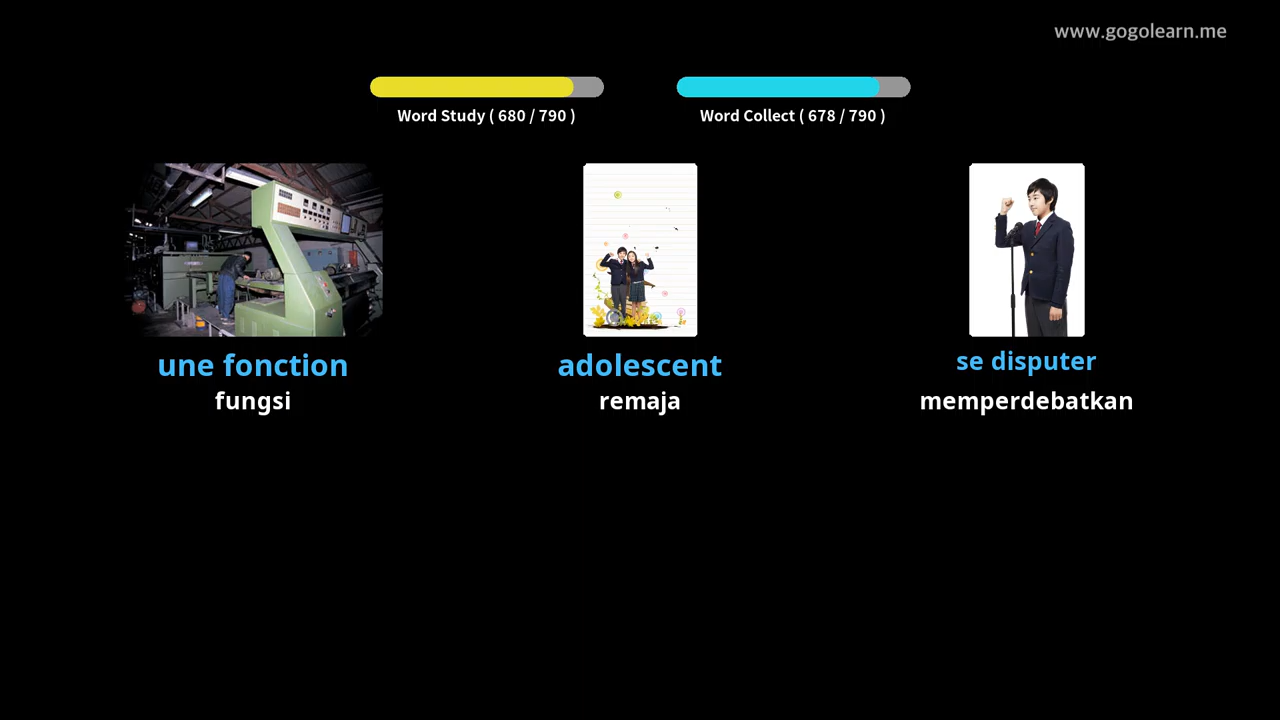 www.gogolearn.me
Word Study ( 680 / 790 )
Word Collect ( 678 / 790 )
une fonction
fungsi
adolescent
remaja
se disputer
memperdebatkan